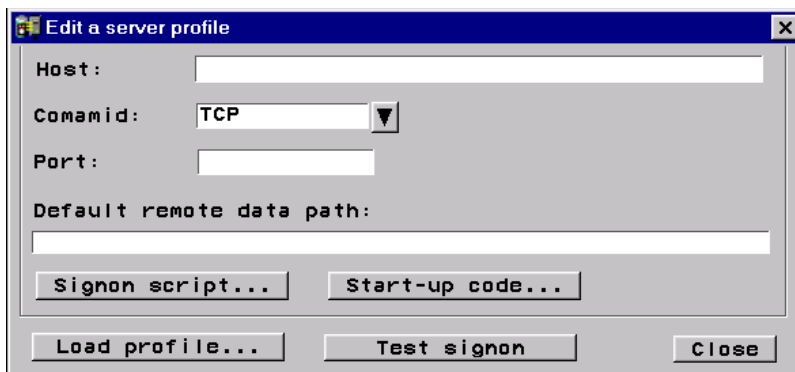 Edit a server profile
Host:
Comamid: TCP
Port:
Default remote data path:
Signon script... Start-up code...
Load profile... Test signon Close